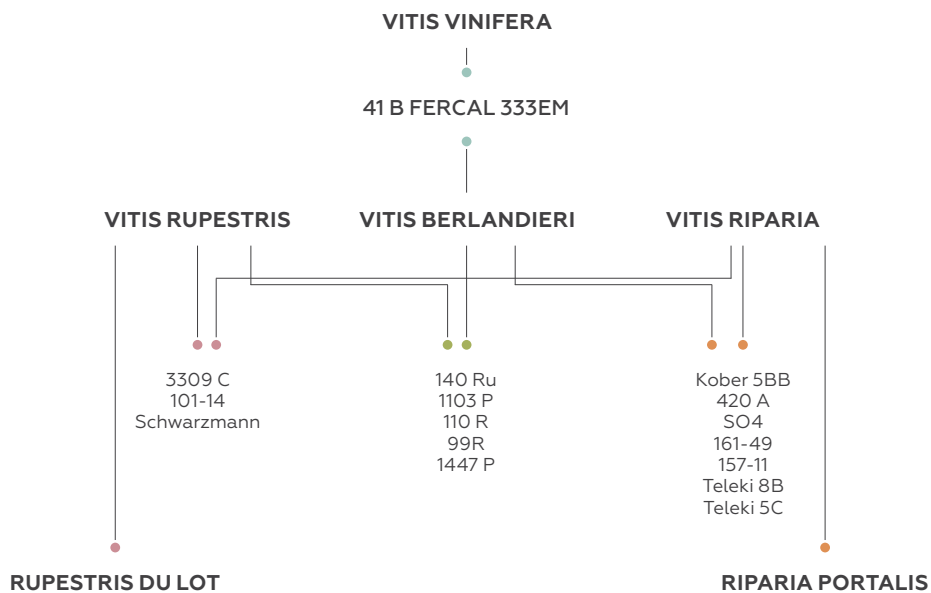 VITIS VINIFERA
41 B FERCAL 333EM
VITIS RUPESTRIS
VITIS BERLANDIERI
VITIS RIPARIA
3309 C
101-14
Schwarzmann
140 Ru
1103 P
110 R
99R
1447 P
Kober 5BB
420 A
SO4
161-49
157-11
Teleki 8B
Teleki 5C
RUPESTRIS DU LOT
RIPARIA PORTALIS